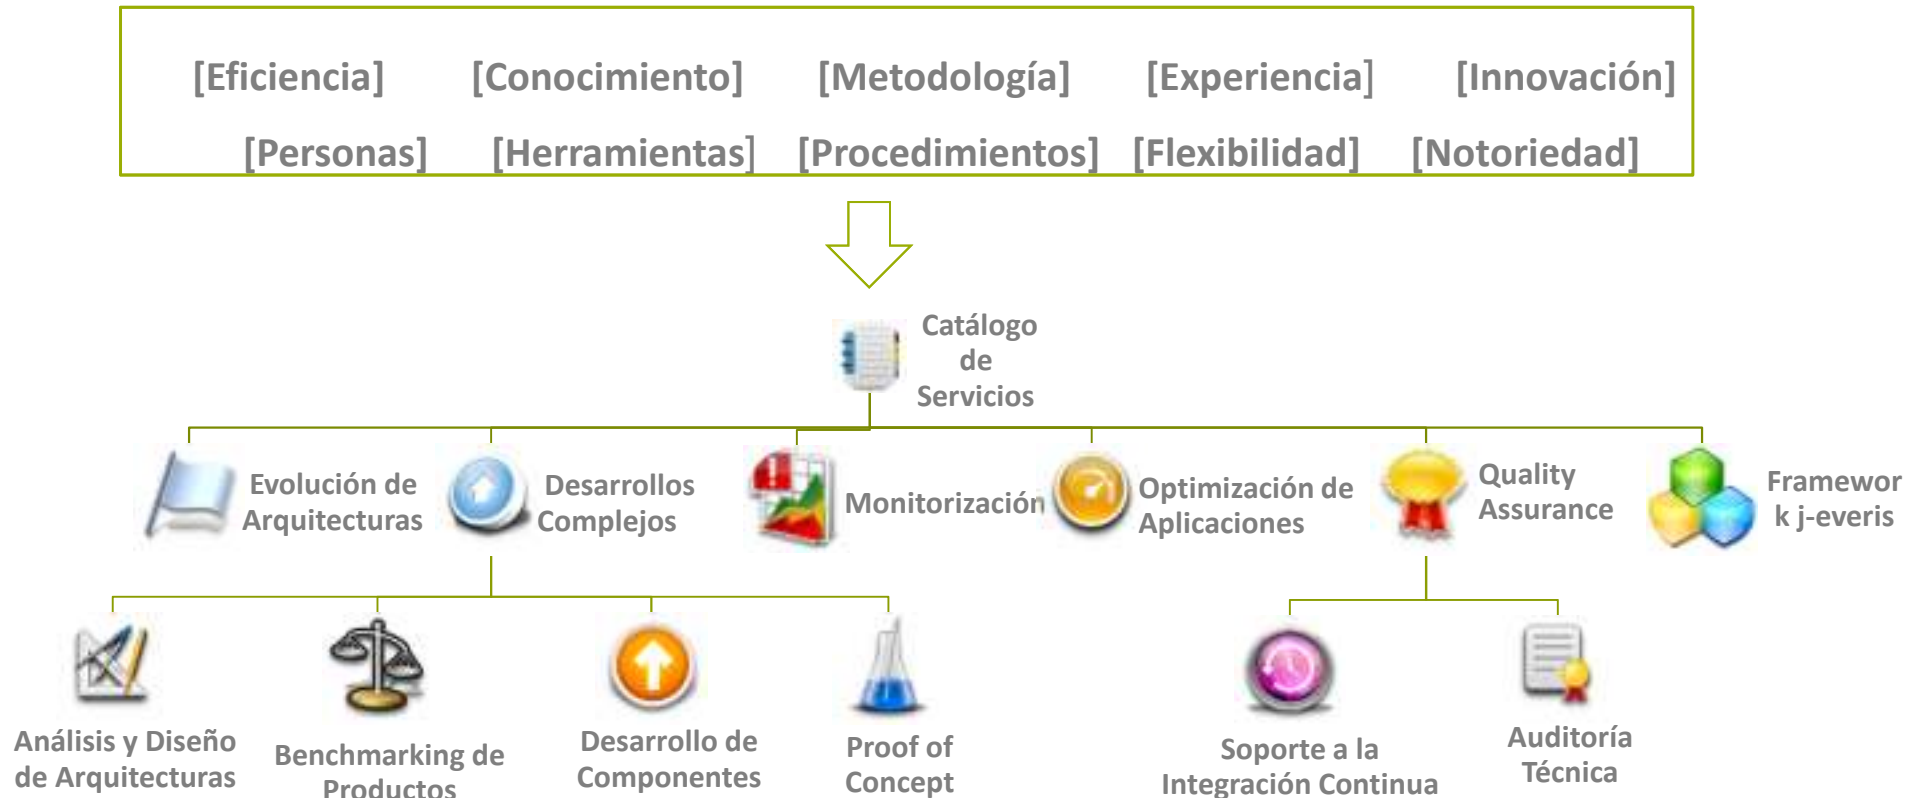 [Eficiencia] [Conocimiento] [Metodología] [Experiencia] [Innovación]
[Personas] [Herramientas] [Procedimientos] [Flexibilidad] [Notoriedad]
Catálogo
de
Servicios
Evolución de
Arquitecturas
Desarrollos
Complejos
Monitorización
Optimización de
Aplicaciones
Quality
Assurance
Framewor
k j-everis
Análisis y Diseño
de Arquitecturas
Benchmarking de
Productos
Desarrollo de
Componentes
Proof of
Concept
Soporte a la
Integración Continua
Auditoría
Técnica